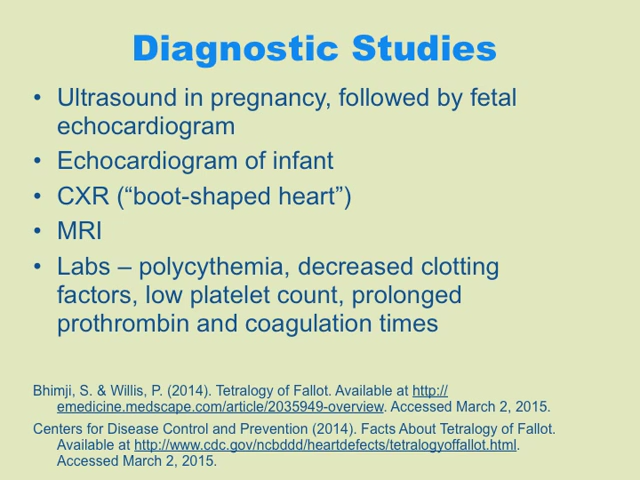 Diagnostic Studies
• Ultrasound in pregnancy, followed by fetal
echocardiogram
• Echocardiogram of infant
• CXR (“boot-shaped heart”)
• MRI
• Labs – polycythemia, decreased clotting
factors, low platelet count, prolonged
prothrombin and coagulation times
Bhimji, S. & Willis, P. (2014). Tetralogy of Fallot. Available at http://
emedicine.medscape.com/article/2035949-overview. Accessed March 2, 2015.
Centers for Disease Control and Prevention (2014). Facts About Tetralogy of Fallot.
Available at http://www.cdc.gov/ncbddd/heartdefects/tetralogyoffallot.html.
Accessed March 2, 2015.